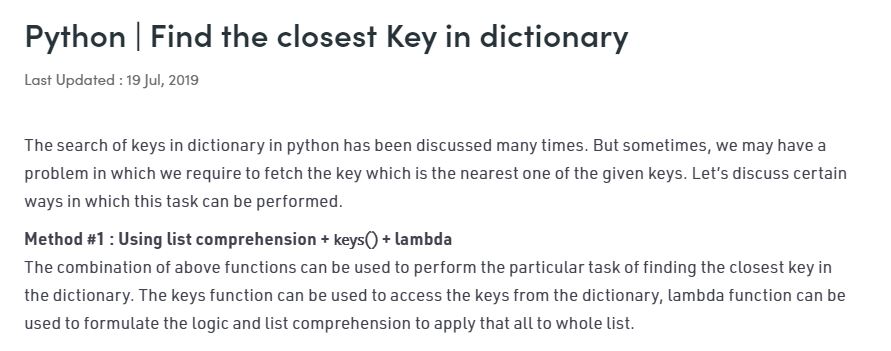 Python | Find the closest Key in dictionary
Last Updated : 19 Jul, 2019
The search of keys in dictionary in python has been discussed many times. But sometimes, we may have a
problem in which we require to fetch the key which is the nearest one of the given keys. Let’s discuss certain
ways in which this task can be performed.
Method #1 : Using list comprehension + keys() + lambda
The combination of above functions can be used to perform the particular task of finding the closest key in
the dictionary. The keys function can be used to access the keys from the dictionary, lambda function can be
used to formulate the logic and list comprehension to apply that all to whole list.